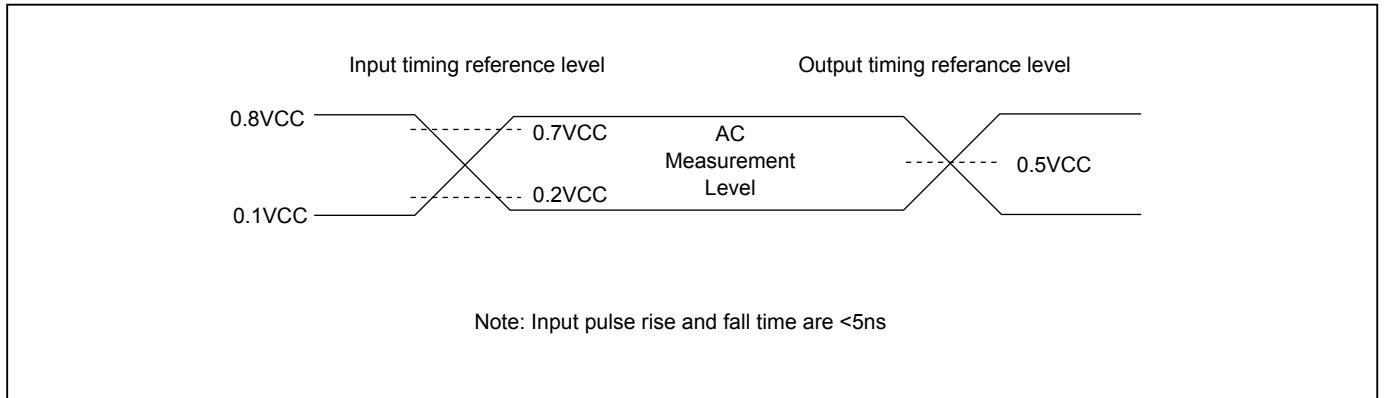 Input timing reference level
Output timing referance level
0.8VCC
0.7VCC
AC
Measurement
Level
0.5VCC
0.2VCC
0.1VCC
Note: Input pulse rise and fall time are <5ns